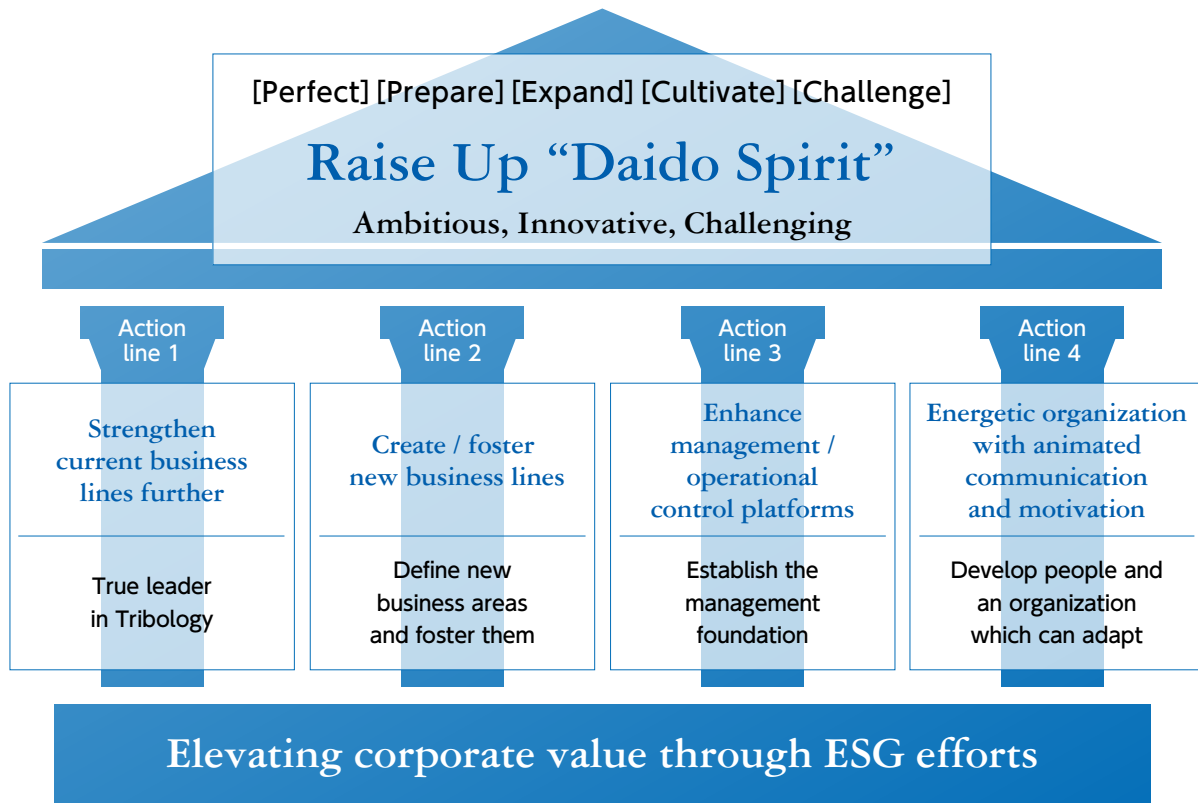 [Perfect] [Prepare] [Expand] [Cultivate] [Challenge]
Raise Up “Daido Spirit”
Ambitious, Innovative, Challenging
Action
line 1
Strengthen
current business
lines further
True leader
in Tribology
Action
line 2
Create / foster
new business lines
Define new
business areas
and foster them
Action
line 3
Enhance
management /
operational
control platforms
Establish the
management
foundation
Action
line 4
Energetic organization
with animated
communication
and motivation
Develop people and
an organization
which can adapt
Elevating corporate value through ESG efforts